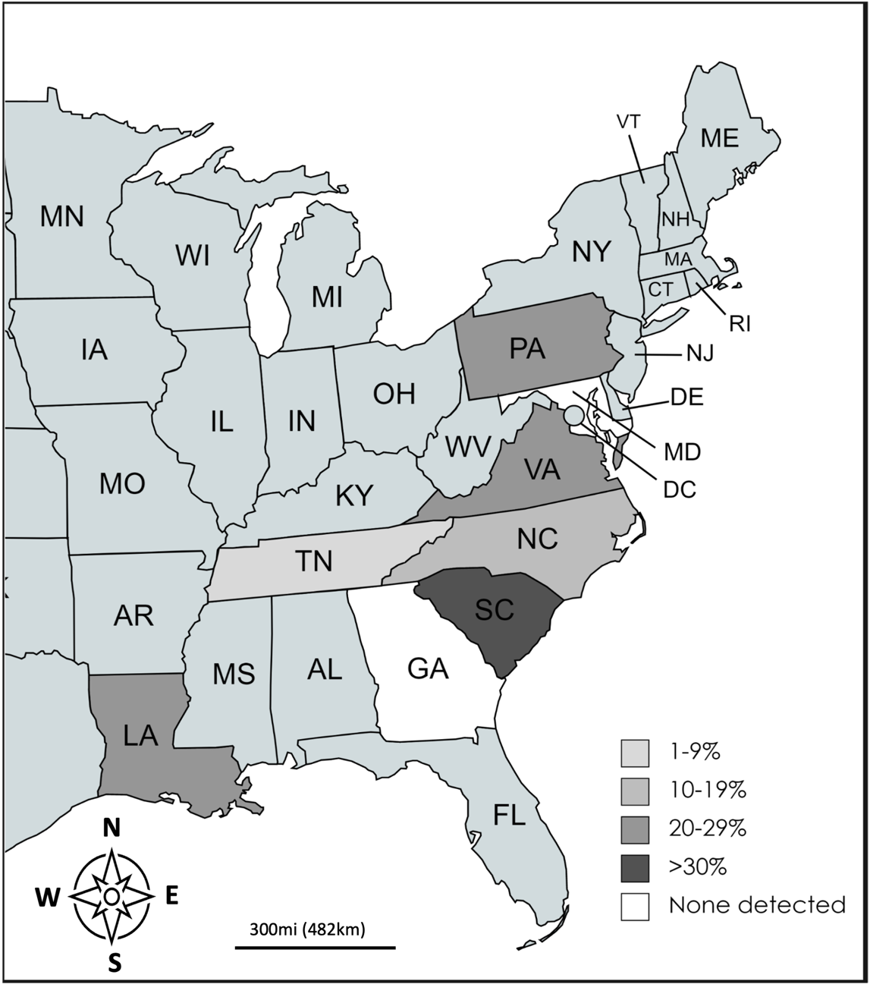 VT
ME
MN
NH
WI
NY
MA
MI
CT
RI
IA
PA
NJ
OH
DE
IL
IN
WV
MD
VA
MO
DC
KY
NC
TN
SC
AR
MS
AL
GA
LA
FL
1-9%
10-19%
20-29%
>30%
None detected
N
W
E
S
300mi (482km)